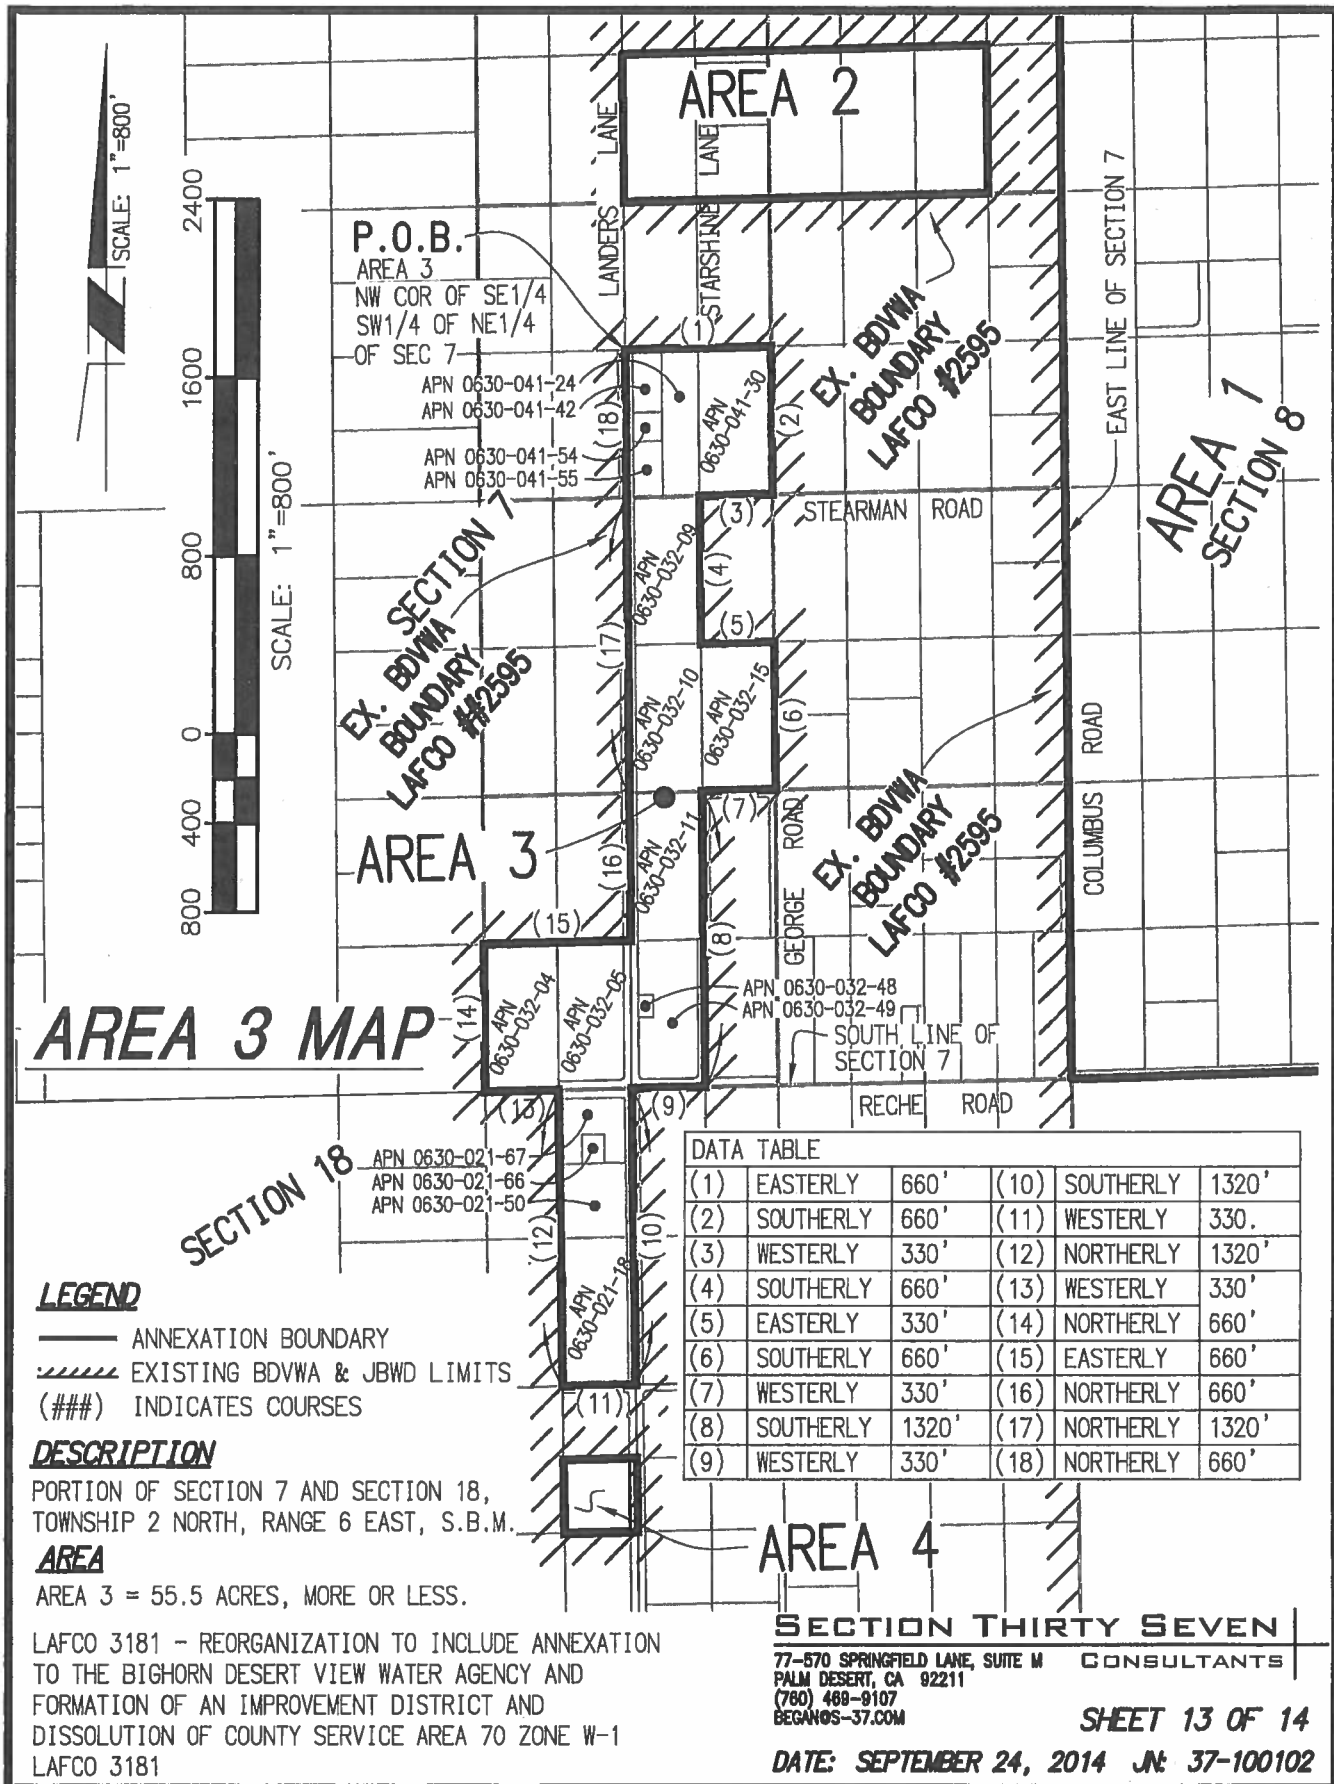 AREA 2
SCALE: 1"=800'
LANDERS LANE
STARSHINE LANE
2400
1600
800
0
400
800
SCALE: 1"=800'
P.O.B.
AREA 3
NW COR OF SE1/4
SW1/4 OF NE1/4
OF SEC 7
(1)
(2)
(3)
(4)
(5)
(6)
(7)
(8)
(9)
(10)
(11)
(12)
(13)
(14)
(15)
(16)
(17)
(18)
APN 0630-041-24
APN 0630-041-42
APN 0630-041-54
APN 0630-041-55
APN
0630-041-30
EX. BDVWA
BOUNDARY
LAFCO #2595
EAST LINE OF SECTION 7
AREA 1
SECTION 8
STEARMAN ROAD
SECTION 7
EX. BDVWA
BOUNDARY
LAFCO #2595
APN
0630-032-09
APN
0630-032-10
APN
0630-032-15
APN
0630-032-11
AREA 3
GEORGE ROAD
EX. BDVWA
BOUNDARY
LAFCO #2595
COLUMBUS ROAD
AREA 3 MAP
APN
0630-032-04
APN
0630-032-05
APN 0630-032-48
APN 0630-032-49
SOUTH LINE OF
SECTION 7
RECHE ROAD
SECTION 18
APN 0630-021-67
APN 0630-021-66
APN 0630-021-50
APN
0630-021-18
DATA TABLE
(1) EASTERLY 660' (10) SOUTHERLY 1320'
(2) SOUTHERLY 660' (11) WESTERLY 330.
(3) WESTERLY 330' (12) NORTHERLY 1320'
(4) SOUTHERLY 660' (13) WESTERLY 330'
(5) EASTERLY 330' (14) NORTHERLY 660'
(6) SOUTHERLY 660' (15) EASTERLY 660'
(7) WESTERLY 330' (16) NORTHERLY 660'
(8) SOUTHERLY 1320' (17) NORTHERLY 1320'
(9) WESTERLY 330' (18) NORTHERLY 660'
LEGEND
ANNEXATION BOUNDARY
EXISTING BDVWA & JBWD LIMITS
(###) INDICATES COURSES
DESCRIPTION
PORTION OF SECTION 7 AND SECTION 18,
TOWNSHIP 2 NORTH, RANGE 6 EAST, S.B.M.
AREA
AREA 3 = 55.5 ACRES, MORE OR LESS.
AREA 4
LAFCO 3181 - REORGANIZATION TO INCLUDE ANNEXATION
TO THE BIGHORN DESERT VIEW WATER AGENCY AND
FORMATION OF AN IMPROVEMENT DISTRICT AND
DISSOLUTION OF COUNTY SERVICE AREA 70 ZONE W-1
LAFCO 3181
SECTION THIRTY SEVEN
CONSULTANTS
77-570 SPRINGFIELD LANE, SUITE M
PALM DESERT, CA 92211
(760) 469-9107
BEGAN@S-37.COM
SHEET 13 OF 14
DATE: SEPTEMBER 24, 2014 JN: 37-100102